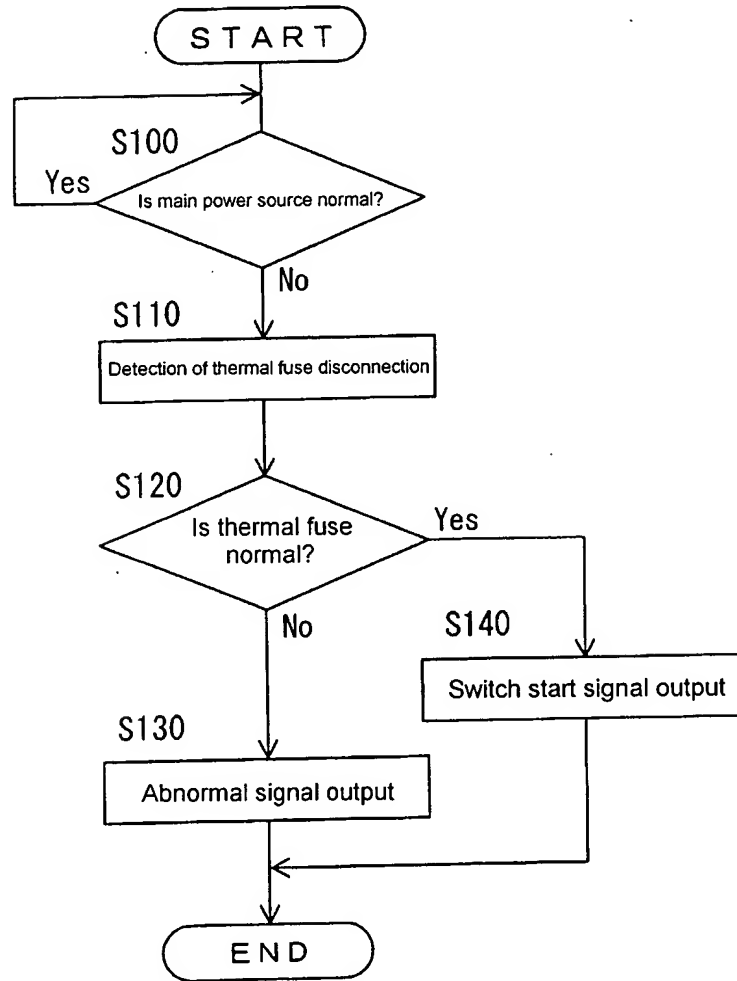 START
S100
Yes
Is main power source normal?
No
S110
Detection of thermal fuse disconnection
S120
Is thermal fuse
normal?
Yes
No
S140
Switch start signal output
S130
Abnormal signal output
END